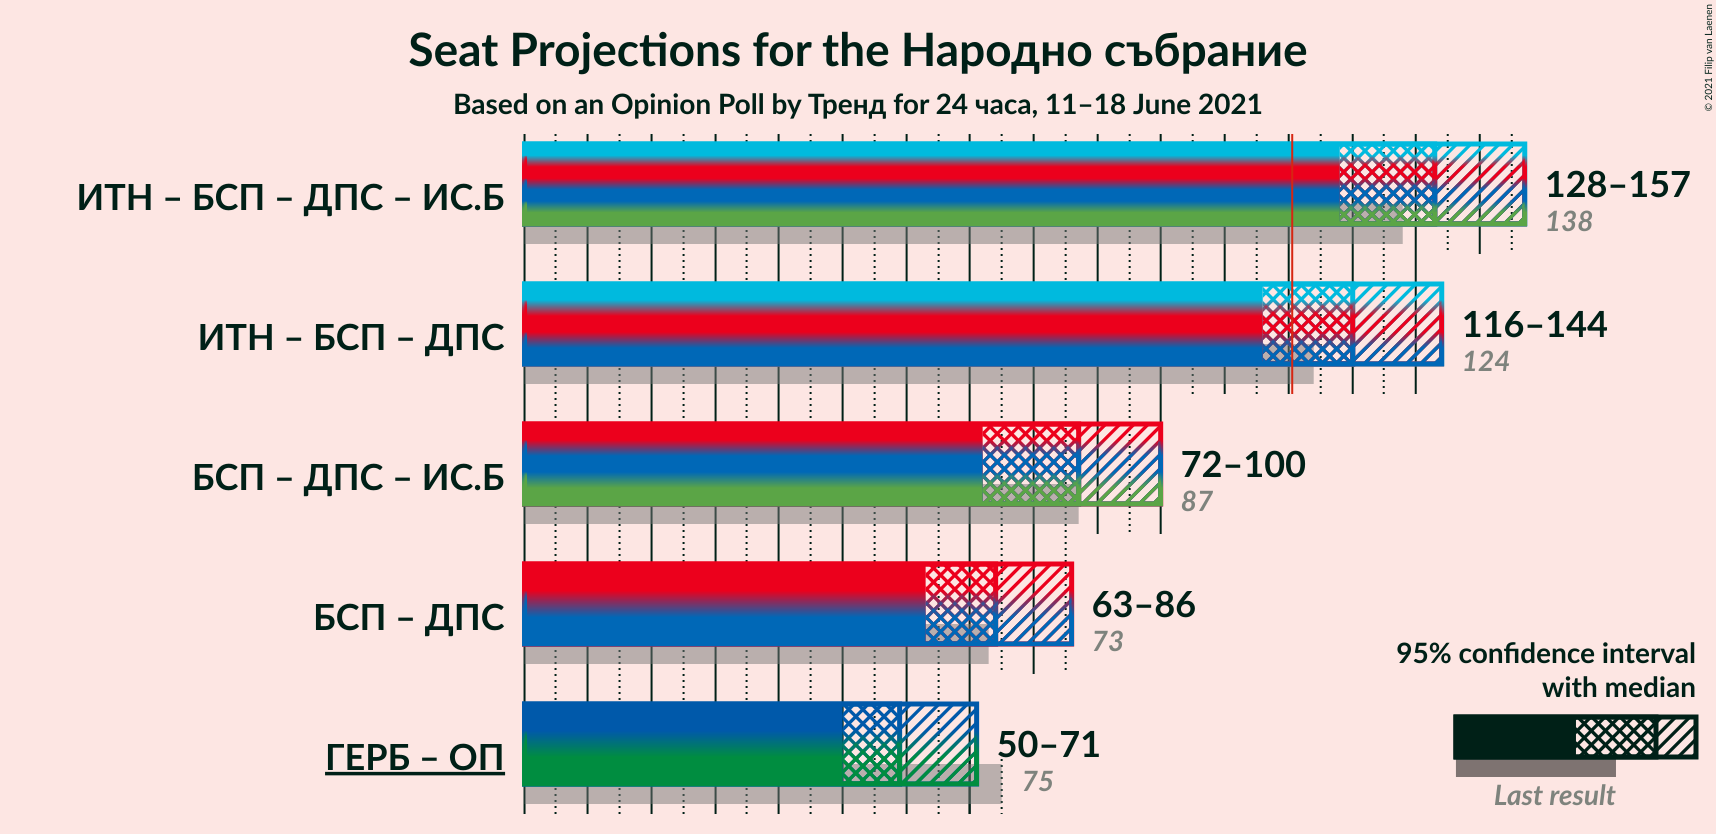 Seat Projections for the Народно събрание
Based on an Opinion Poll by Тренд for 24 часа, 11–18 June 2021
© 2021 Filip van Laenen
ИТН – БСП – ДПС – ИС.Б
128–157
138
ИТН – БСП – ДПС
116–144
124
БСП – ДПС – ИС.Б
72–100
87
БСП – ДПС
63–86
73
ГЕРБ – ОП
50–71
75
95% confidence interval
with median
Last result